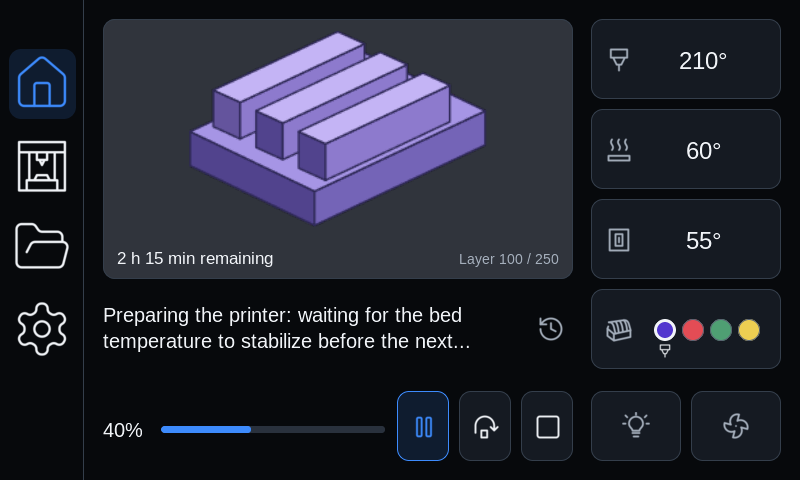 210°
60°
55°
2 h 15 min remaining
Layer 100 / 250
Preparing the printer: waiting for the bed
temperature to stabilize before the next...
40%